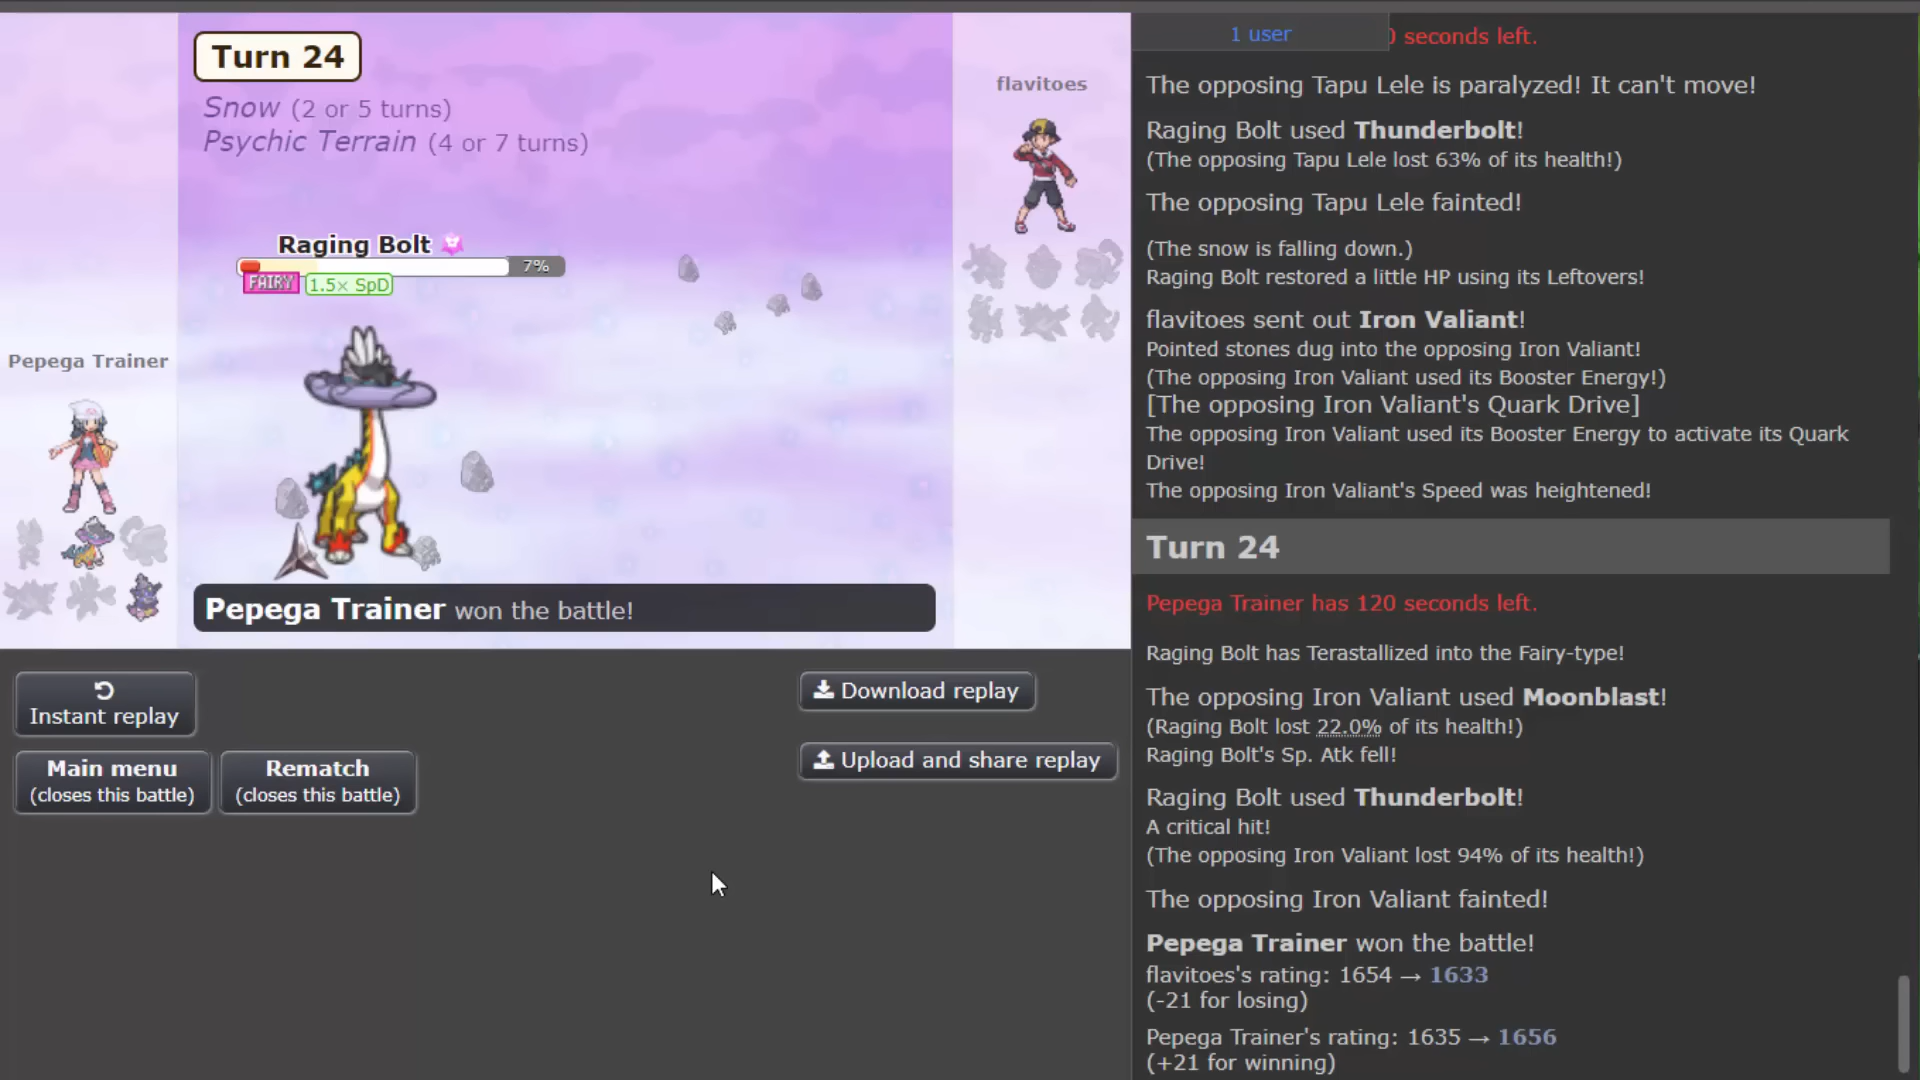 Turn 24
Snow (2 or 5 turns)
Psychic Terrain (4 or 7 turns)
flavitoes
Raging Bolt
7%
FAIRY 1.5× SpD
Pepega Trainer
Pepega Trainer won the battle!
Instant replay
Download replay
Main menu
(closes this battle)
Rematch
(closes this battle)
Upload and share replay
1 user
seconds left.
The opposing Tapu Lele is paralyzed! It can't move!
Raging Bolt used Thunderbolt!
(The opposing Tapu Lele lost 63% of its health!)
The opposing Tapu Lele fainted!
(The snow is falling down.)
Raging Bolt restored a little HP using its Leftovers!
flavitoes sent out Iron Valiant!
Pointed stones dug into the opposing Iron Valiant!
(The opposing Iron Valiant used its Booster Energy!)
[The opposing Iron Valiant's Quark Drive]
The opposing Iron Valiant used its Booster Energy to activate its Quark
Drive!
The opposing Iron Valiant's Speed was heightened!
Turn 24
Pepega Trainer has 120 seconds left.
Raging Bolt has Terastallized into the Fairy-type!
The opposing Iron Valiant used Moonblast!
(Raging Bolt lost 22.0% of its health!)
Raging Bolt's Sp. Atk fell!
Raging Bolt used Thunderbolt!
A critical hit!
(The opposing Iron Valiant lost 94% of its health!)
The opposing Iron Valiant fainted!
Pepega Trainer won the battle!
flavitoes's rating: 1654 → 1633
(-21 for losing)
Pepega Trainer's rating: 1635 → 1656
(+21 for winning)